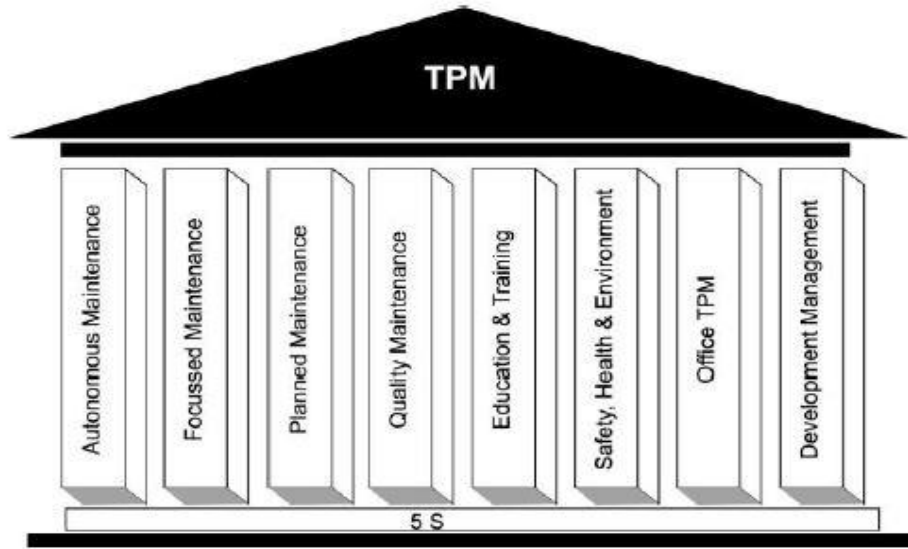 TPM
Autonomous Maintenance
Focussed Maintenance
Planned Maintenance
Quality Maintenance
Education & Training
Safety, Health & Environment
Office TPM
Development Management
5 S